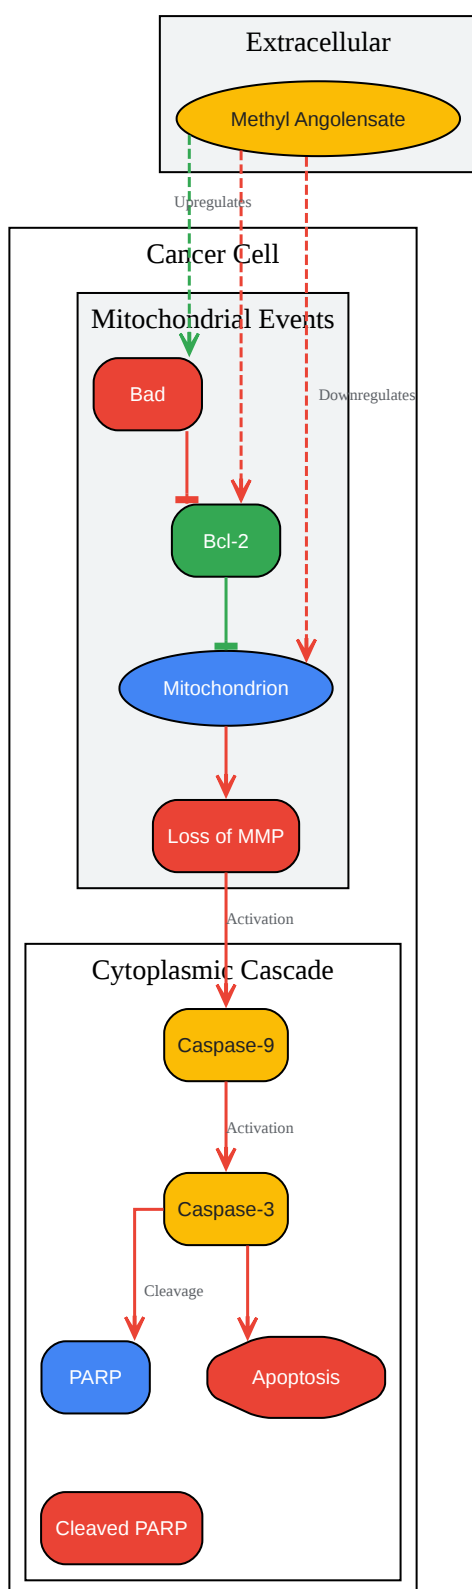 Extracellular
Methyl Angolensate
Upregulates
Cancer Cell
Mitochondrial Events
Bad
Downregulates
Bcl-2
Mitochondrion
Loss of MMP
Activation
Cytoplasmic Cascade
Caspase-9
Activation
Caspase-3
Cleavage
PARP
Apoptosis
Cleaved PARP